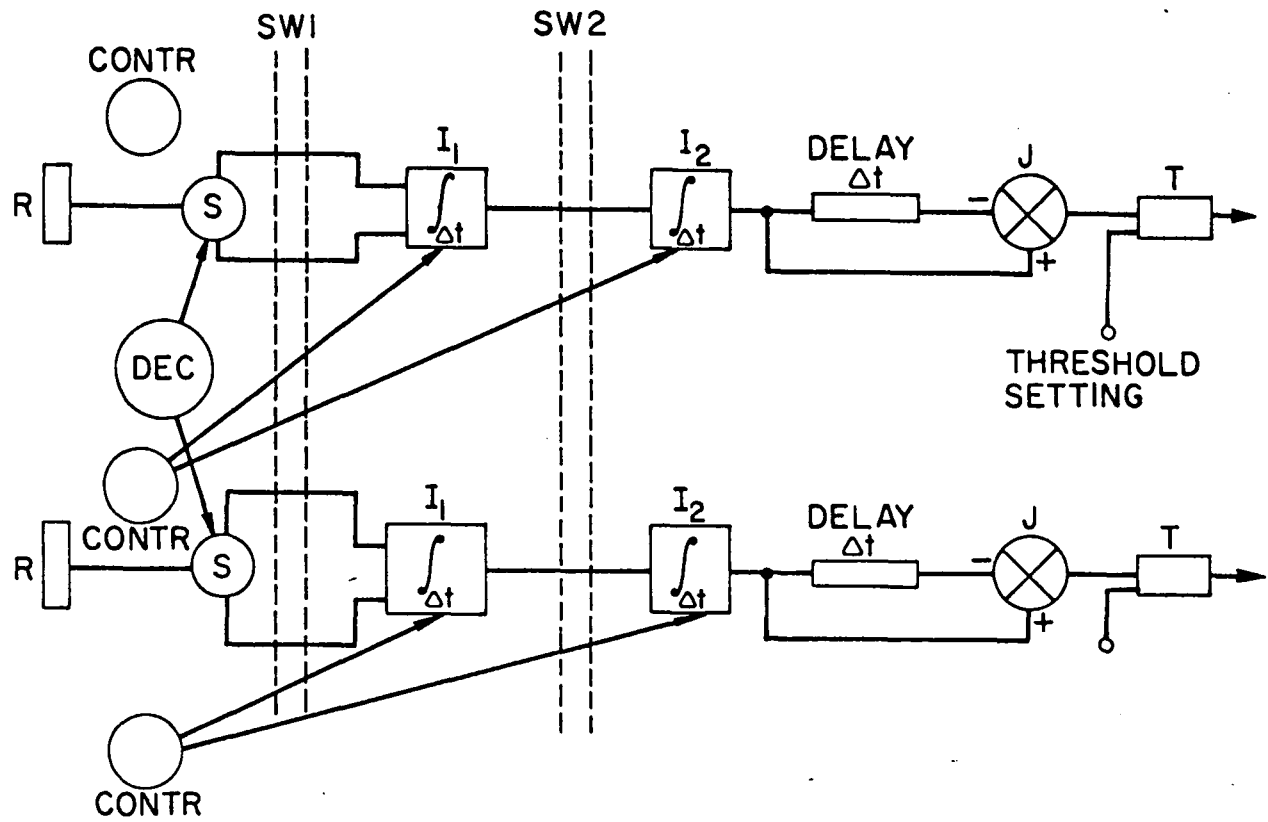 SW1
SW2
CONTR
I1
I2
DELAY
Δt
J
T
R
S
∫
Δt
∫
Δt
-
+
DEC
THRESHOLD
SETTING
CONTR
I1
I2
DELAY
Δt
J
T
R
S
∫
Δt
∫
Δt
-
+
CONTR